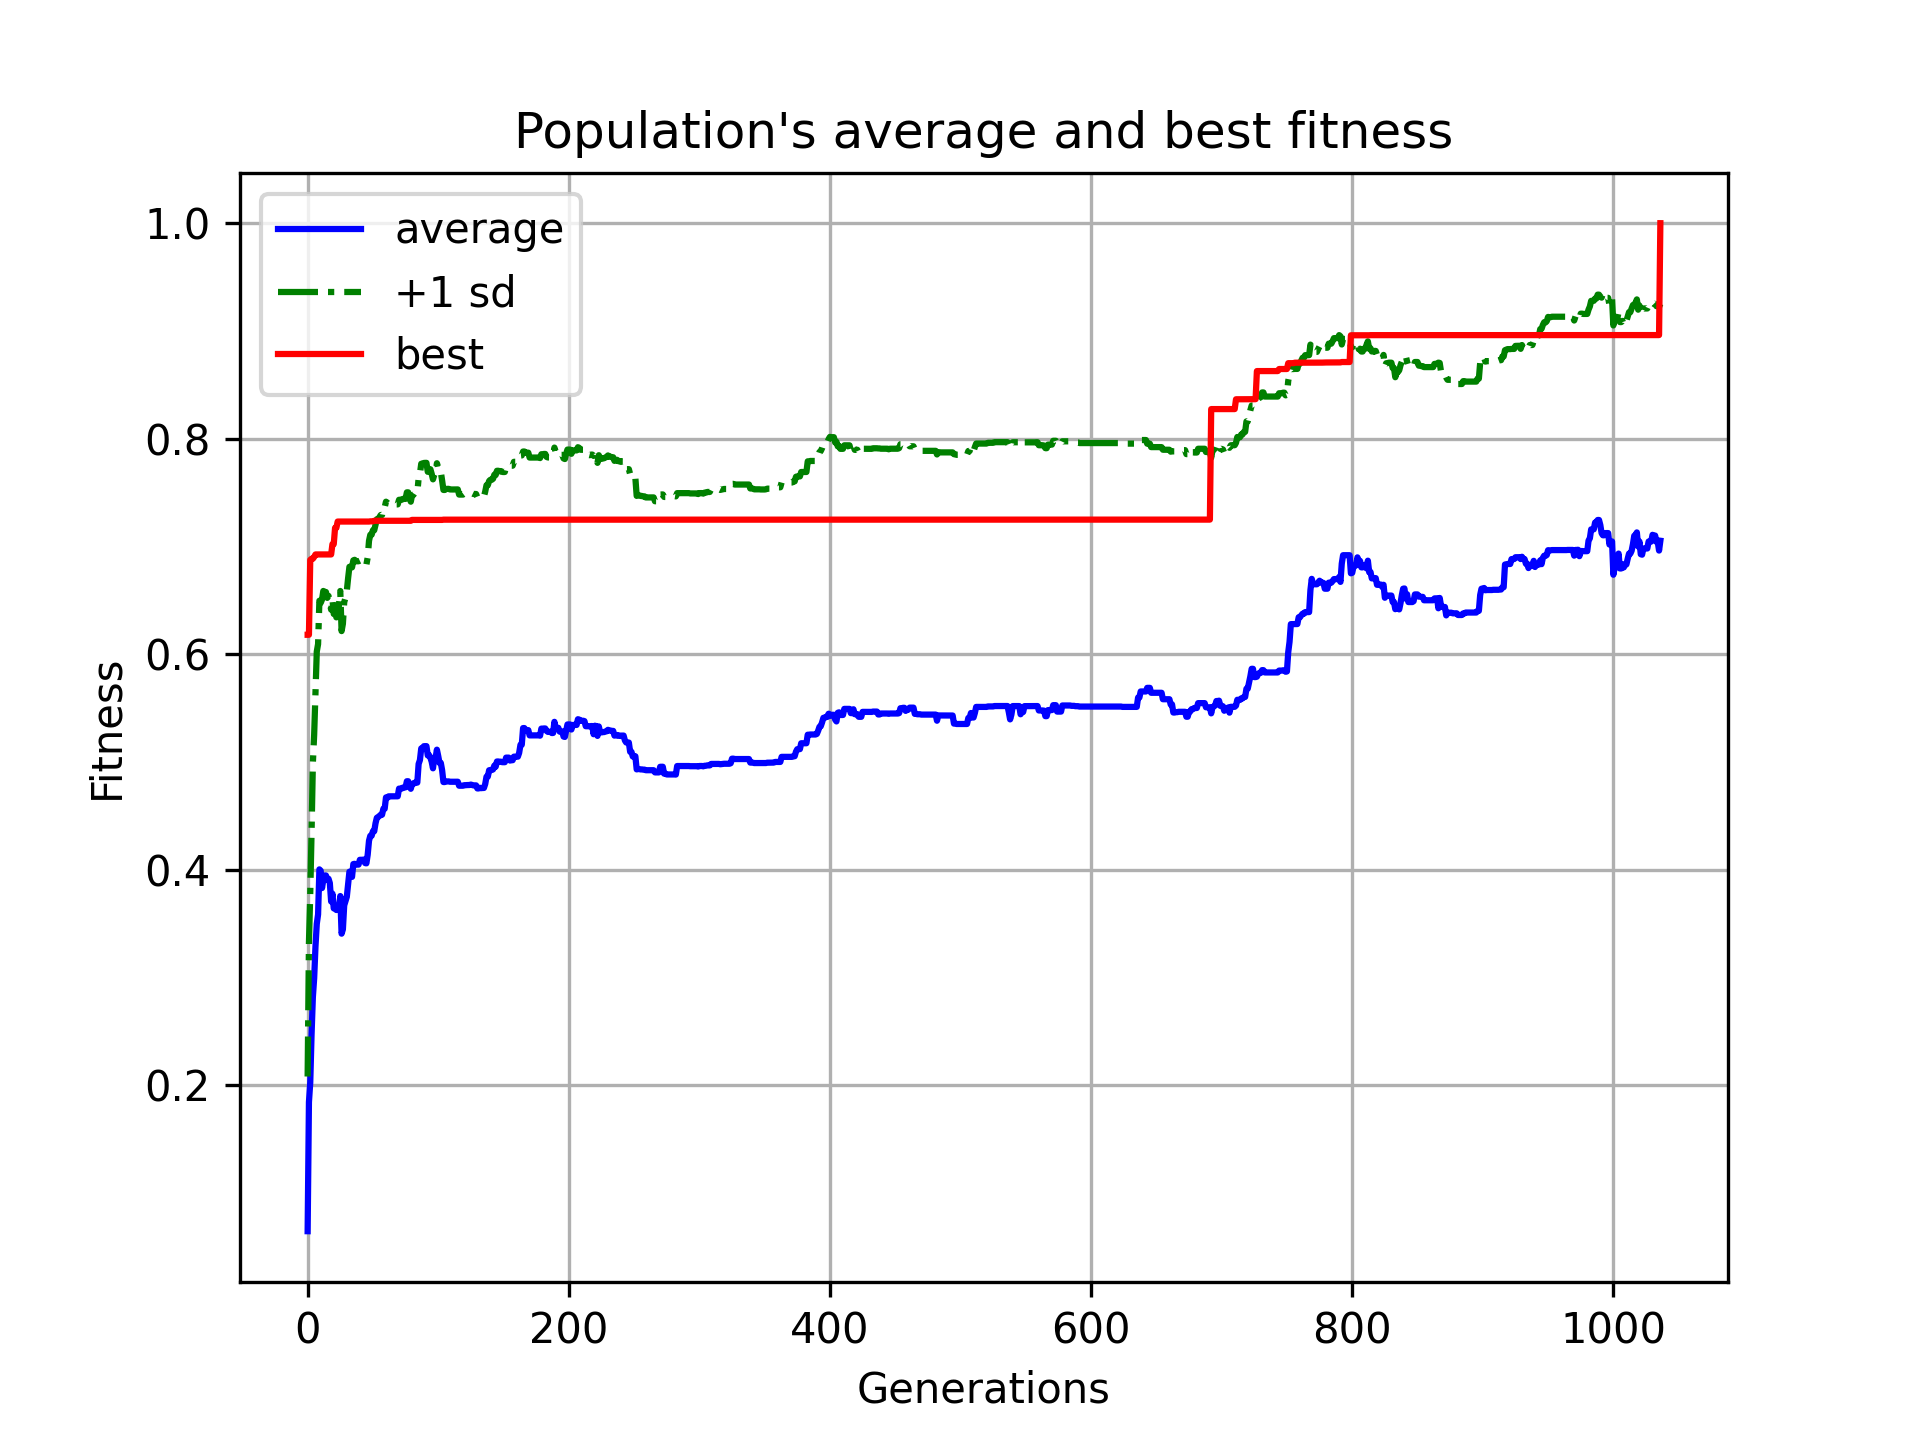 Population's average and best fitness
average
+1 sd
best
1.0
0.8
0.6
0.4
0.2
Fitness
0 200 400 600 800 1000
Generations